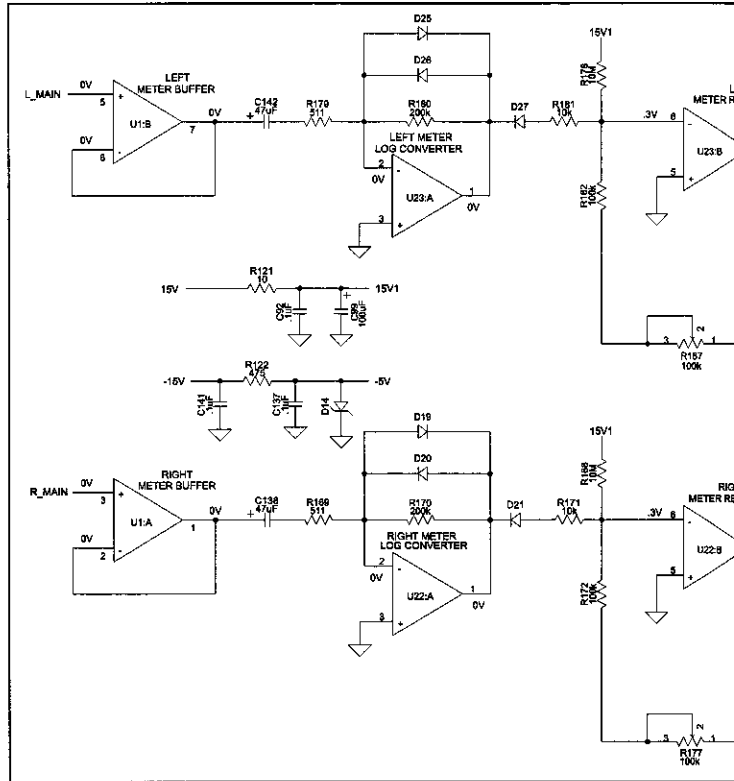 D25
15V1
0V
LEFT
METER BUFFER
D26
R178
10M
L_MAIN
5
+
U1:B
7
0V
+
C142
47uF
R179
511
R180
200k
D27
R181
10k
.3V
6
-
METER RE
0V
6
-
LEFT METER
LOG CONVERTER
2
-
0V
U23:A
1
0V
3
+
R182
100k
U23:B
5
+
15V
R121
10
15V1
C92
.1uF
+
C99
100uF
2
3
1
R187
100k
-15V
R122
475
-5V
C141
.1uF
C137
.1uF
D14
D19
15V1
0V
RIGHT
METER BUFFER
D20
R168
10M
R_MAIN
3
+
U1:A
1
0V
+
C138
47uF
R169
511
R170
200k
D21
R171
10k
.3V
6
-
RIG
METER RE
0V
2
-
RIGHT METER
LOG CONVERTER
2
-
0V
U22:A
1
0V
3
+
R172
100k
U22:B
5
+
2
3
1
R177
100k